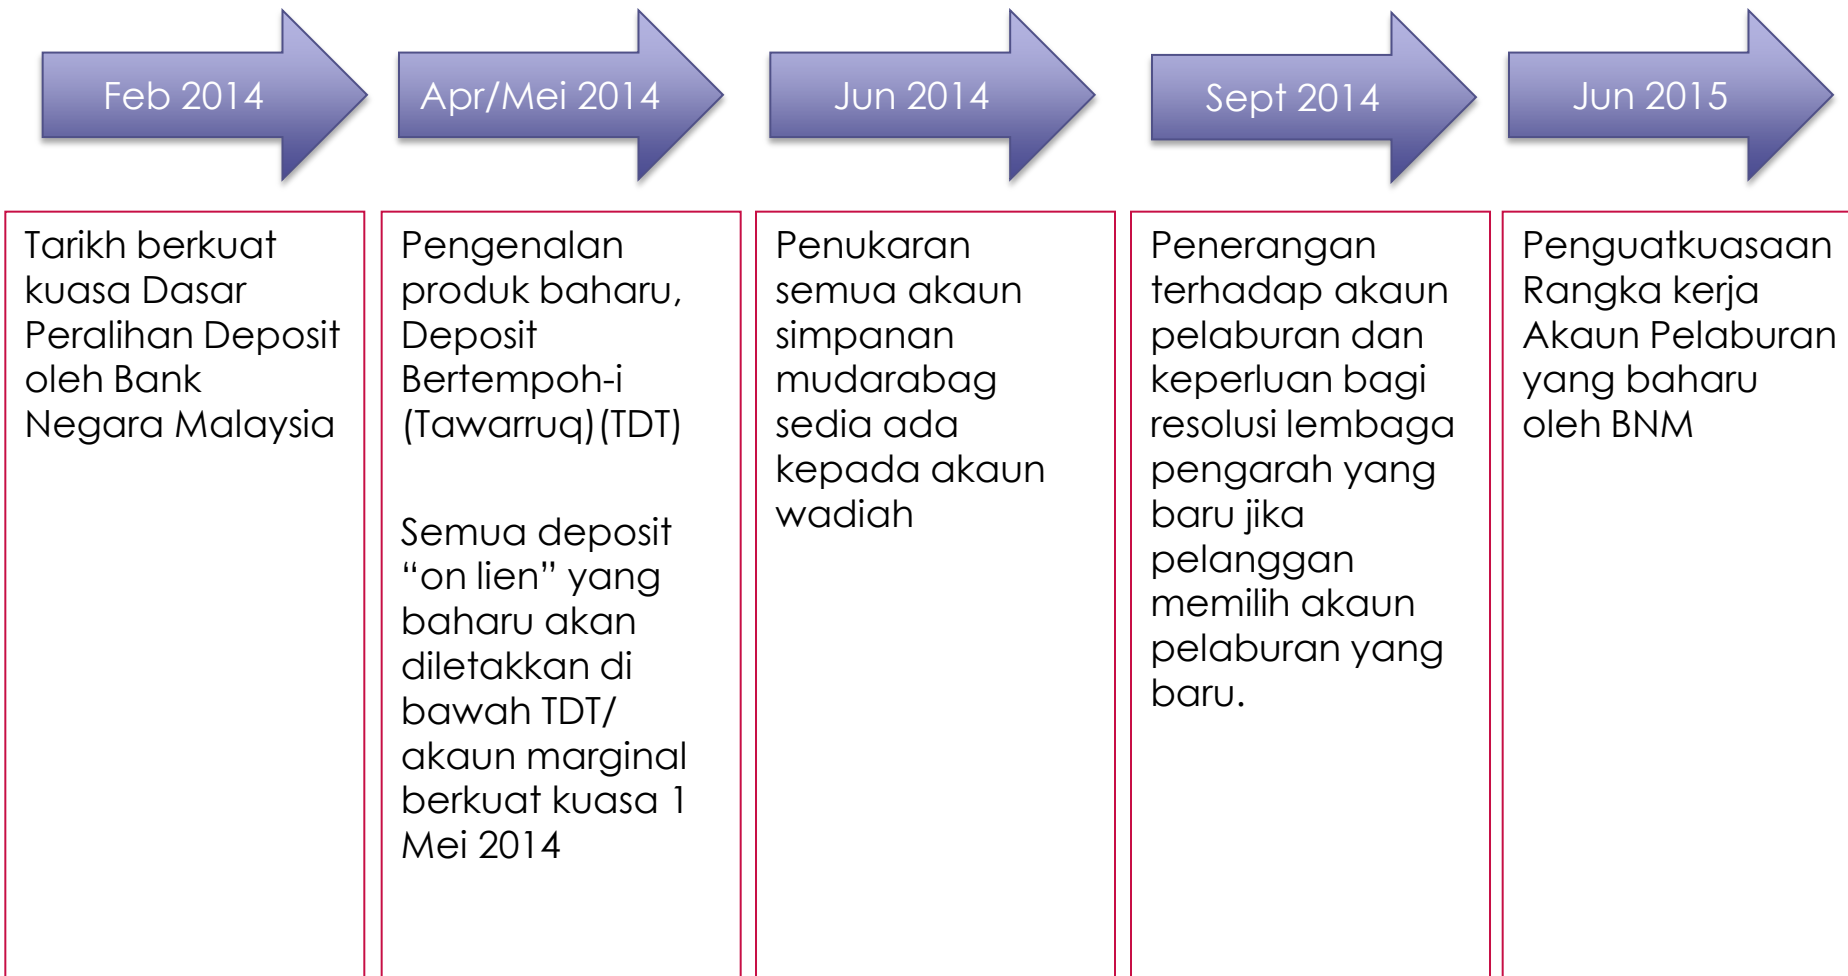 Feb 2014
Apr/Mei 2014
Jun 2014
Sept 2014
Jun 2015
Tarikh berkuat
kuasa Dasar
Peralihan Deposit
oleh Bank
Negara Malaysia
Pengenalan
produk baharu,
Deposit
Bertempoh-i
(Tawarruq)(TDT)
Semua deposit
“on lien” yang
baharu akan
diletakkan di
bawah TDT/
akaun marginal
berkuat kuasa 1
Mei 2014
Penukaran
semua akaun
simpanan
mudarabag
sedia ada
kepada akaun
wadiah
Penerangan
terhadap akaun
pelaburan dan
keperluan bagi
resolusi lembaga
pengarah yang
baru jika
pelanggan
memilih akaun
pelaburan yang
baru.
Penguatkuasaan
Rangka kerja
Akaun Pelaburan
yang baharu
oleh BNM